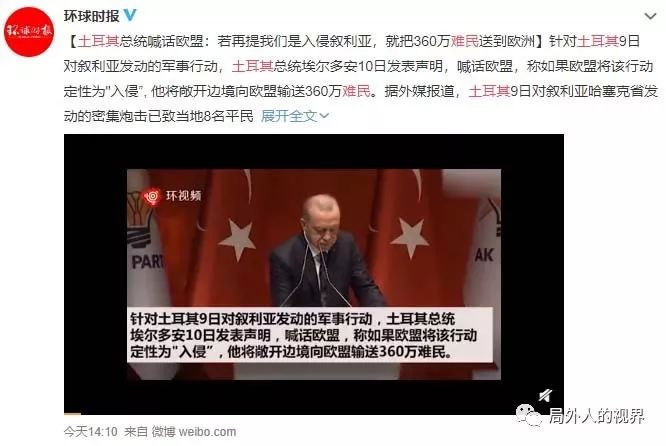 环球时报
环球时报
【土耳其总统喊话欧盟：若再提我们是入侵叙利亚，就把360万难民送到欧洲】针对土耳其9日
对叙利亚发动的军事行动，土耳其总统埃尔多安10日发表声明，喊话欧盟，称如果欧盟将该行动
定性为"入侵”, 他将敞开边境向欧盟输送360万难民。据外媒报道，土耳其9日对叙利亚哈塞克省发
动的密集炮击已致当地8名平民 展开全文
环视频
PARTİ
AK
针对土耳其9日对叙利亚发动的军事行动，土耳其总统
埃尔多安10日发表声明，喊话欧盟，称如果欧盟将该行动
定性为"入侵”，他将敞开边境向欧盟输送360万难民。
今天14:10 来自 微博 weibo.com
局外人的视界